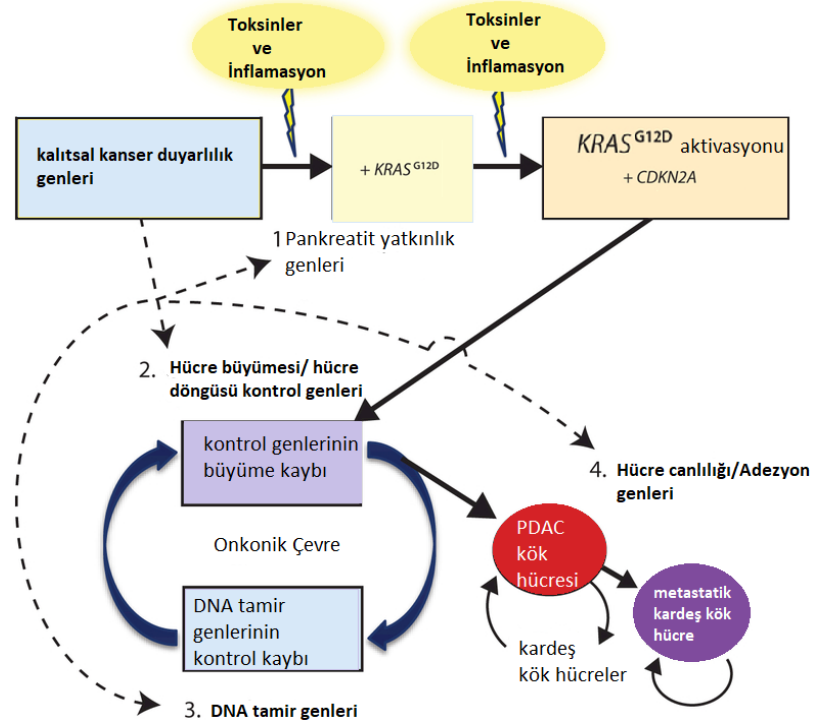 Toksinler
ve
İnflamasyon
Toksinler
ve
İnflamasyon
kalıtsal kanser duyarlılık
genleri
+ KRAS G12D
KRAS G12D aktivasyonu
+ CDKN2A
1 Pankreatit yatkınlık
genleri
2. Hücre büyümesi/ hücre
döngüsü kontrol genleri
kontrol genlerinin
büyüme kaybı
4. Hücre canlılığı/Adezyon
genleri
Onkonik Çevre
PDAC
kök
hücresi
DNA tamir
genlerinin
kontrol kaybı
metastatik
kardeş kök
hücre
kardeş
kök hücreler
3. DNA tamir genleri